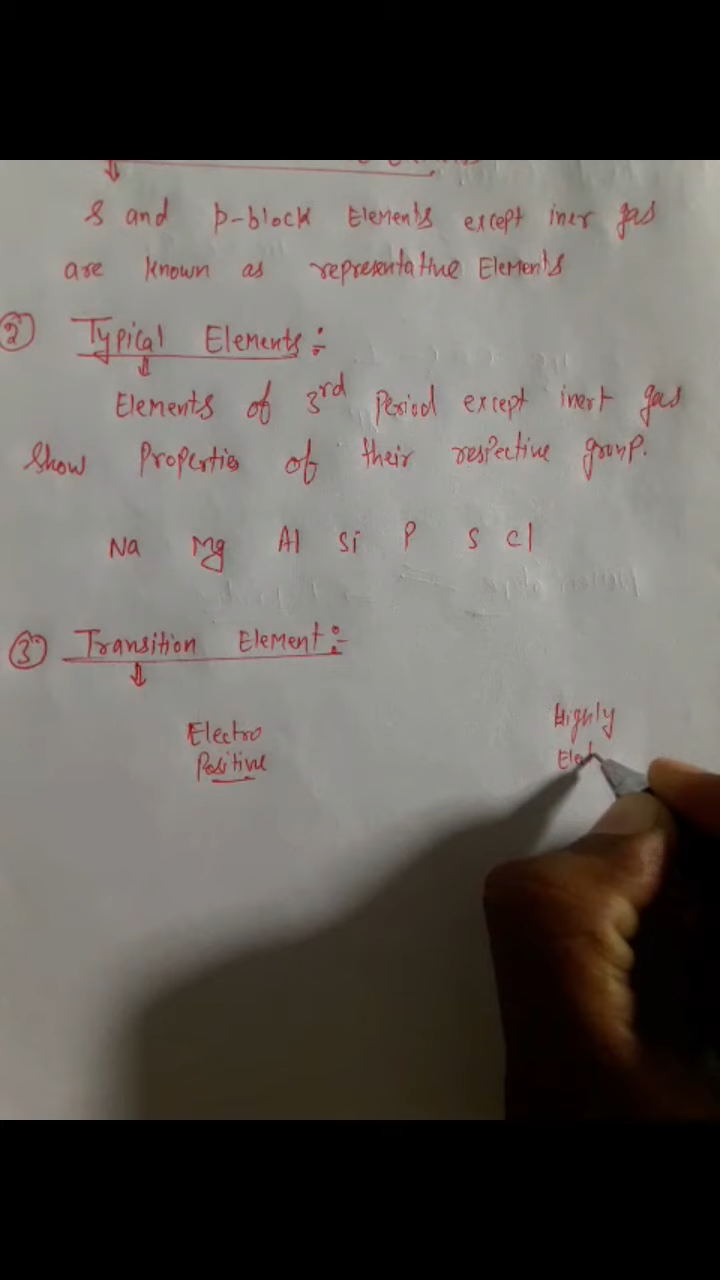 s and p-block Elements except iner gas
are known as representative Elements
② Typical Elements :-
Elements of 3rd Period except inert gas
Show Properties of their respective group.
Na Mg Al Si P S Cl
③ Transition Element :-
Electro
Positive
Highly
Elect